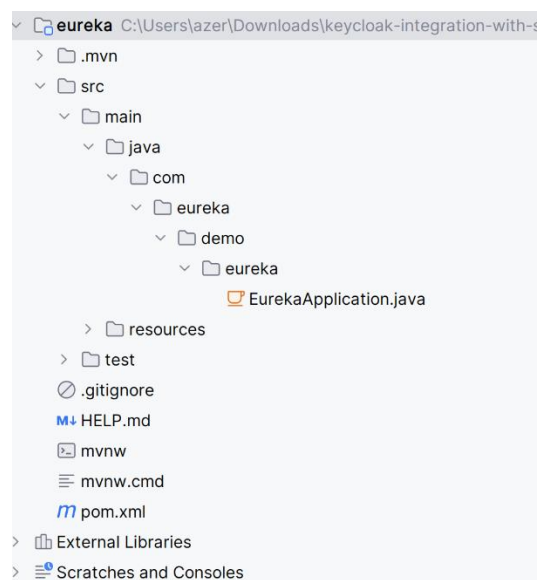 eureka C:\Users\azer\Downloads\keycloak-integration-with-s
.mvn
src
main
java
com
eureka
demo
eureka
EurekaApplication.java
resources
test
.gitignore
M↓ HELP.md
mvnw
mvnw.cmd
m pom.xml
External Libraries
Scratches and Consoles